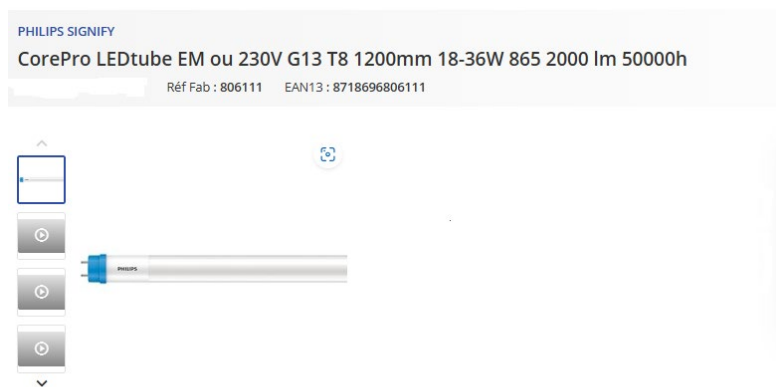 PHILIPS SIGNIFY
CorePro LEDtube EM ou 230V G13 T8 1200mm 18-36W 865 2000 lm 50000h
Réf Fab : 806111 EAN13 : 8718696806111
PHILIPS